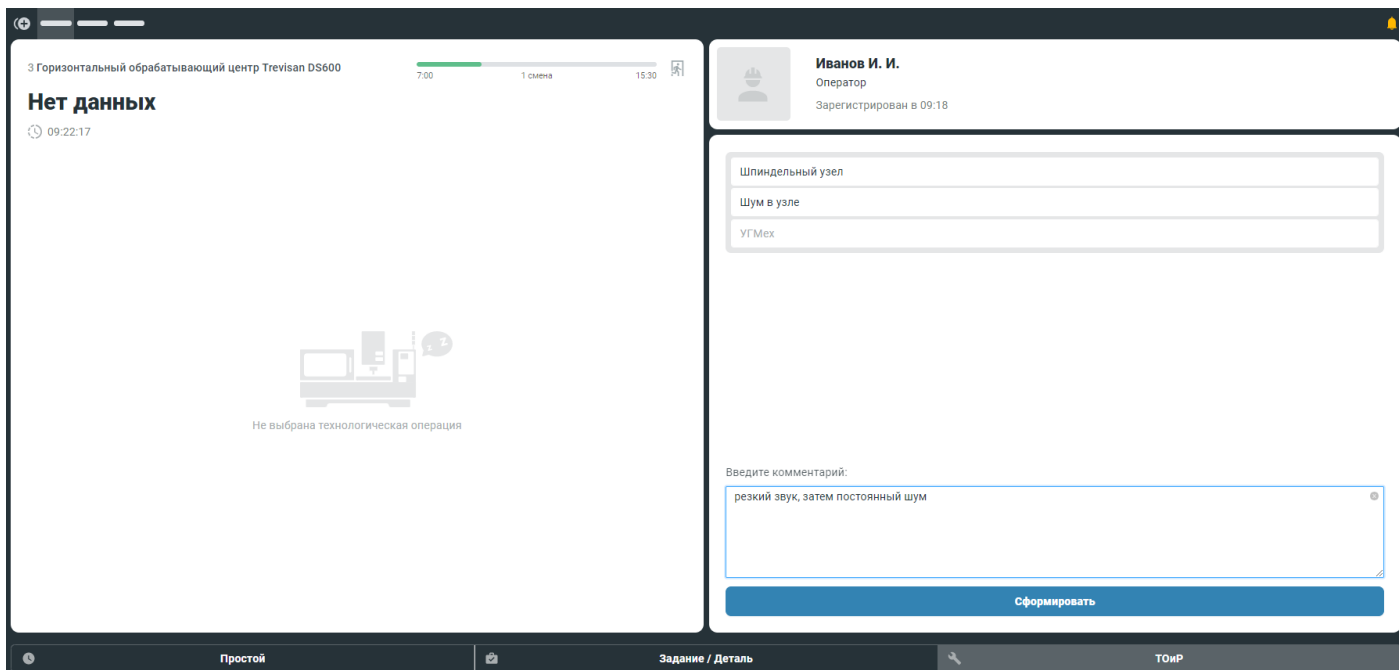 3 Горизонтальный обрабатывающий центр Trevisan DS600
7:00 1 смена 15:30
Нет данных
09:22:17
z Z
Не выбрана технологическая операция
Иванов И. И.
Оператор
Зарегистрирован в 09:18
Шпиндельный узел
Шум в узле
УГМех
Введите комментарий:
резкий звук, затем постоянный шум
Сформировать
Простой
Задание / Деталь
ТОиР